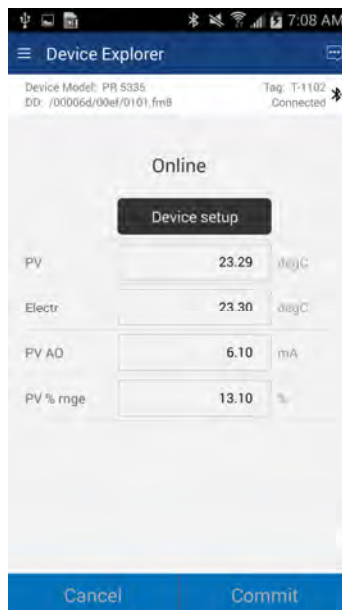 7:08 AM
Device Explorer
Device Model: PR 5335
Tag: T-1102
DD: /00006d/00ef/0101.fm8
Connected
Online
Device setup
PV 23.29 degC
Electr 23.30 degC
PV AO 6.10 mA
PV % rnge 13.10 %
Cancel Commit